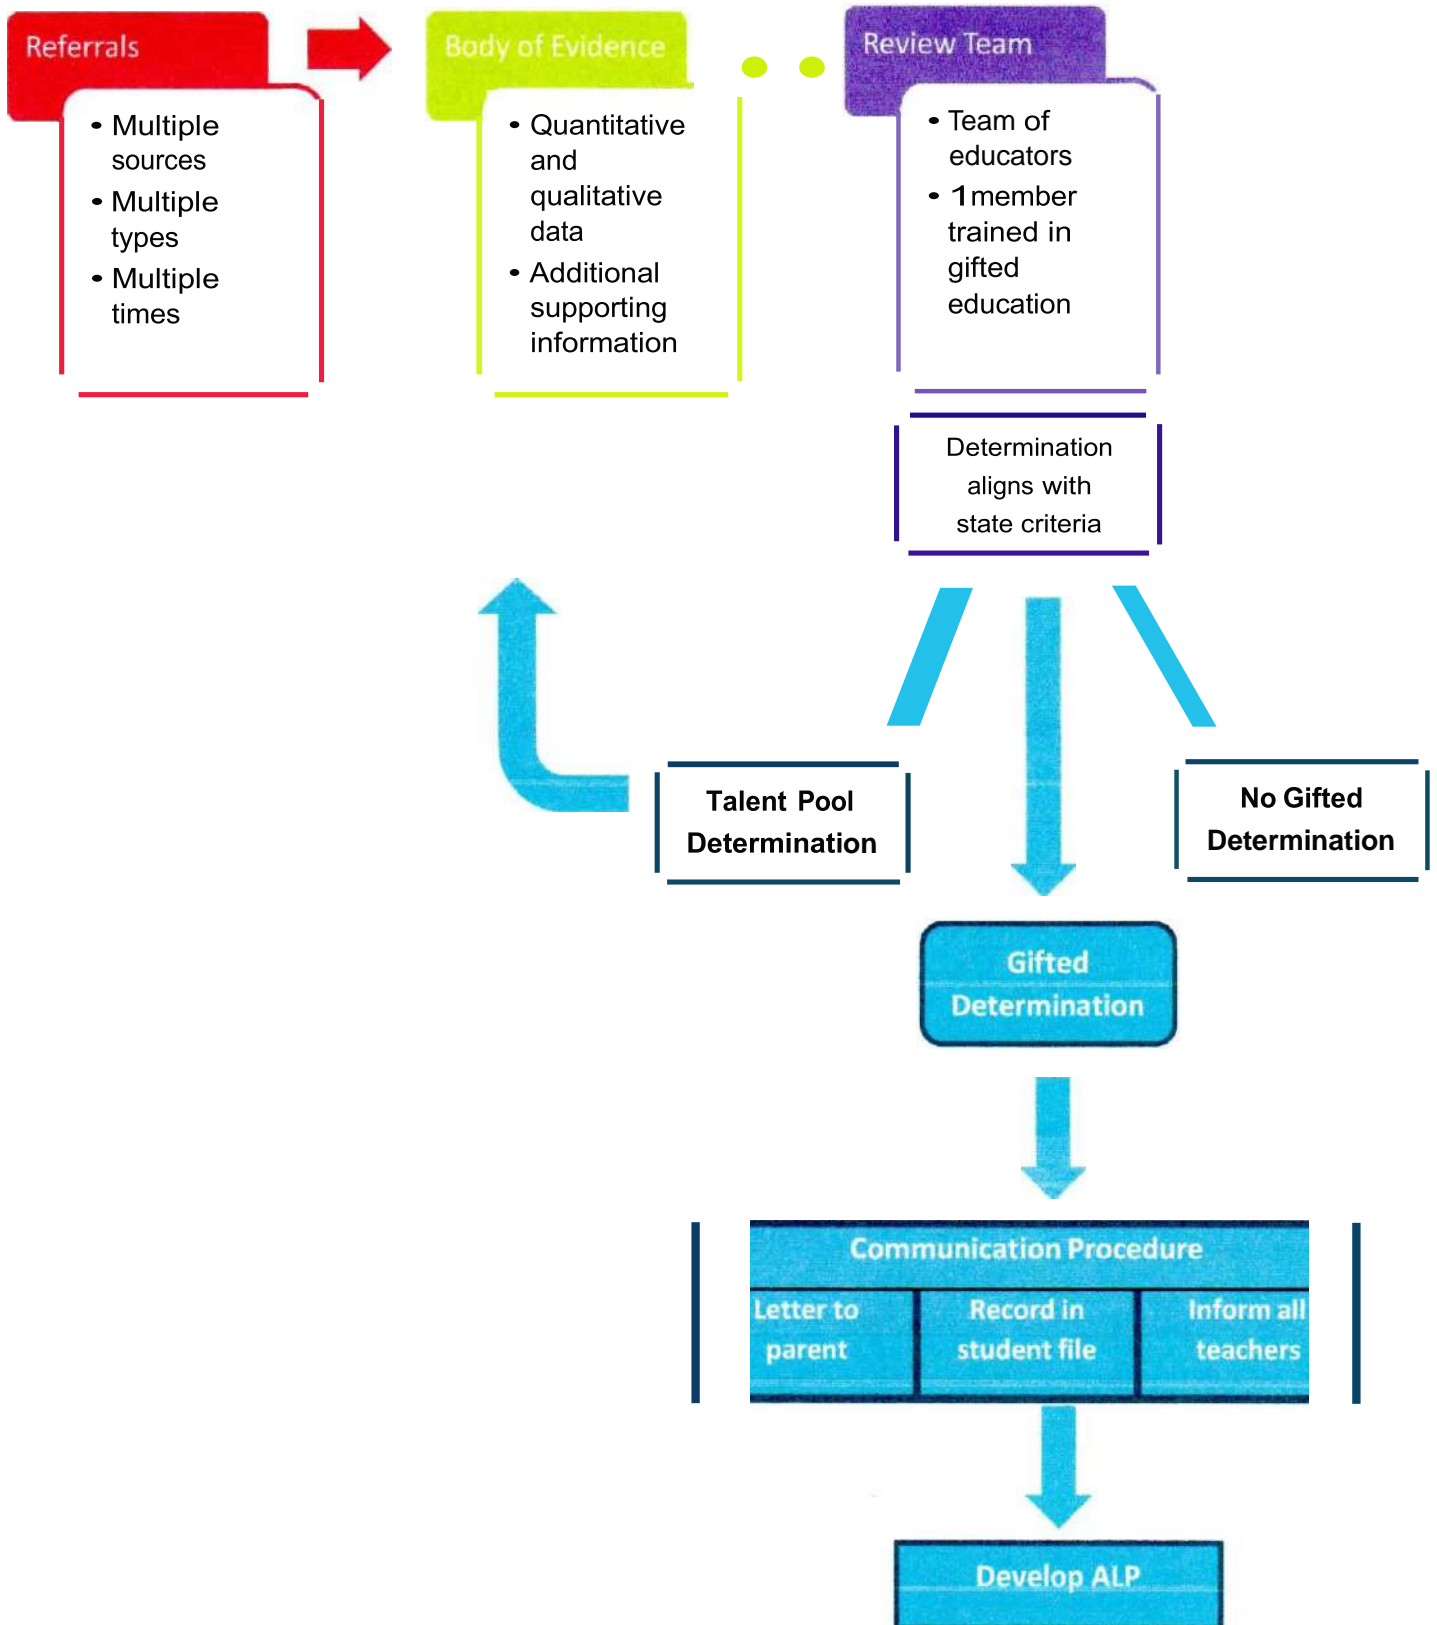 Referrals
• Multiple
sources
• Multiple
types
• Multiple
times
Body of Evidence
• Quantitative
and
qualitative
data
• Additional
supporting
information
Review Team
• Team of
educators
• 1member
trained in
gifted
education
Determination
aligns with
state criteria
Talent Pool
Determination
No Gifted
Determination
Gifted
Determination
Communication Procedure
Letter to
parent
Record in
student file
Inform all
teachers
Develop ALP